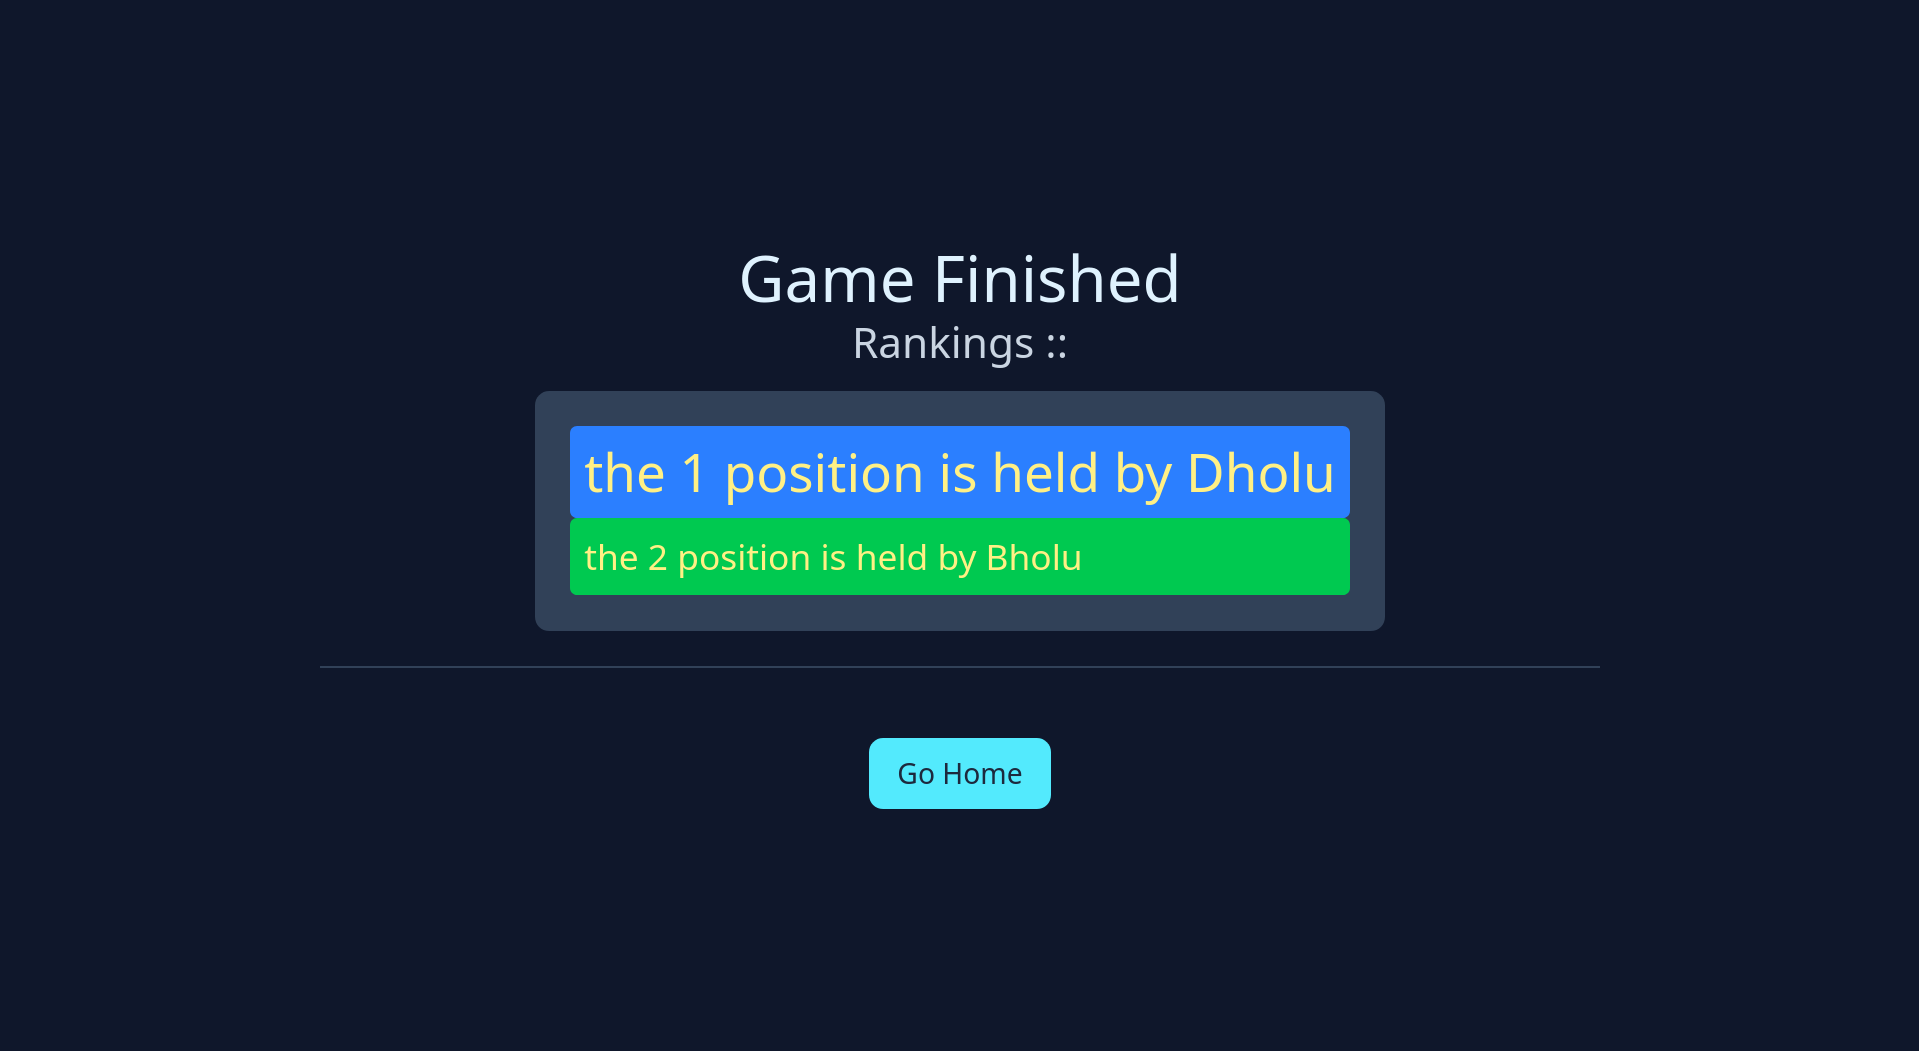 Game Finished
Rankings ::
the 1 position is held by Dholu
the 2 position is held by Bholu
Go Home